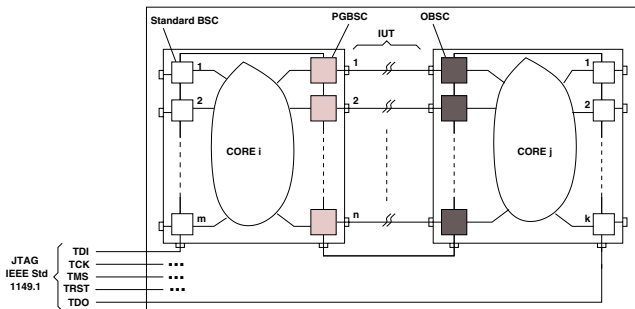 Standard BSC
PGBSC
IUT
OBSC
1
1
1
2
2
2
CORE i
CORE j
m
n
k
JTAG
IEEE Std
1149.1
TDI
TCK
TMS
TRST
TDO